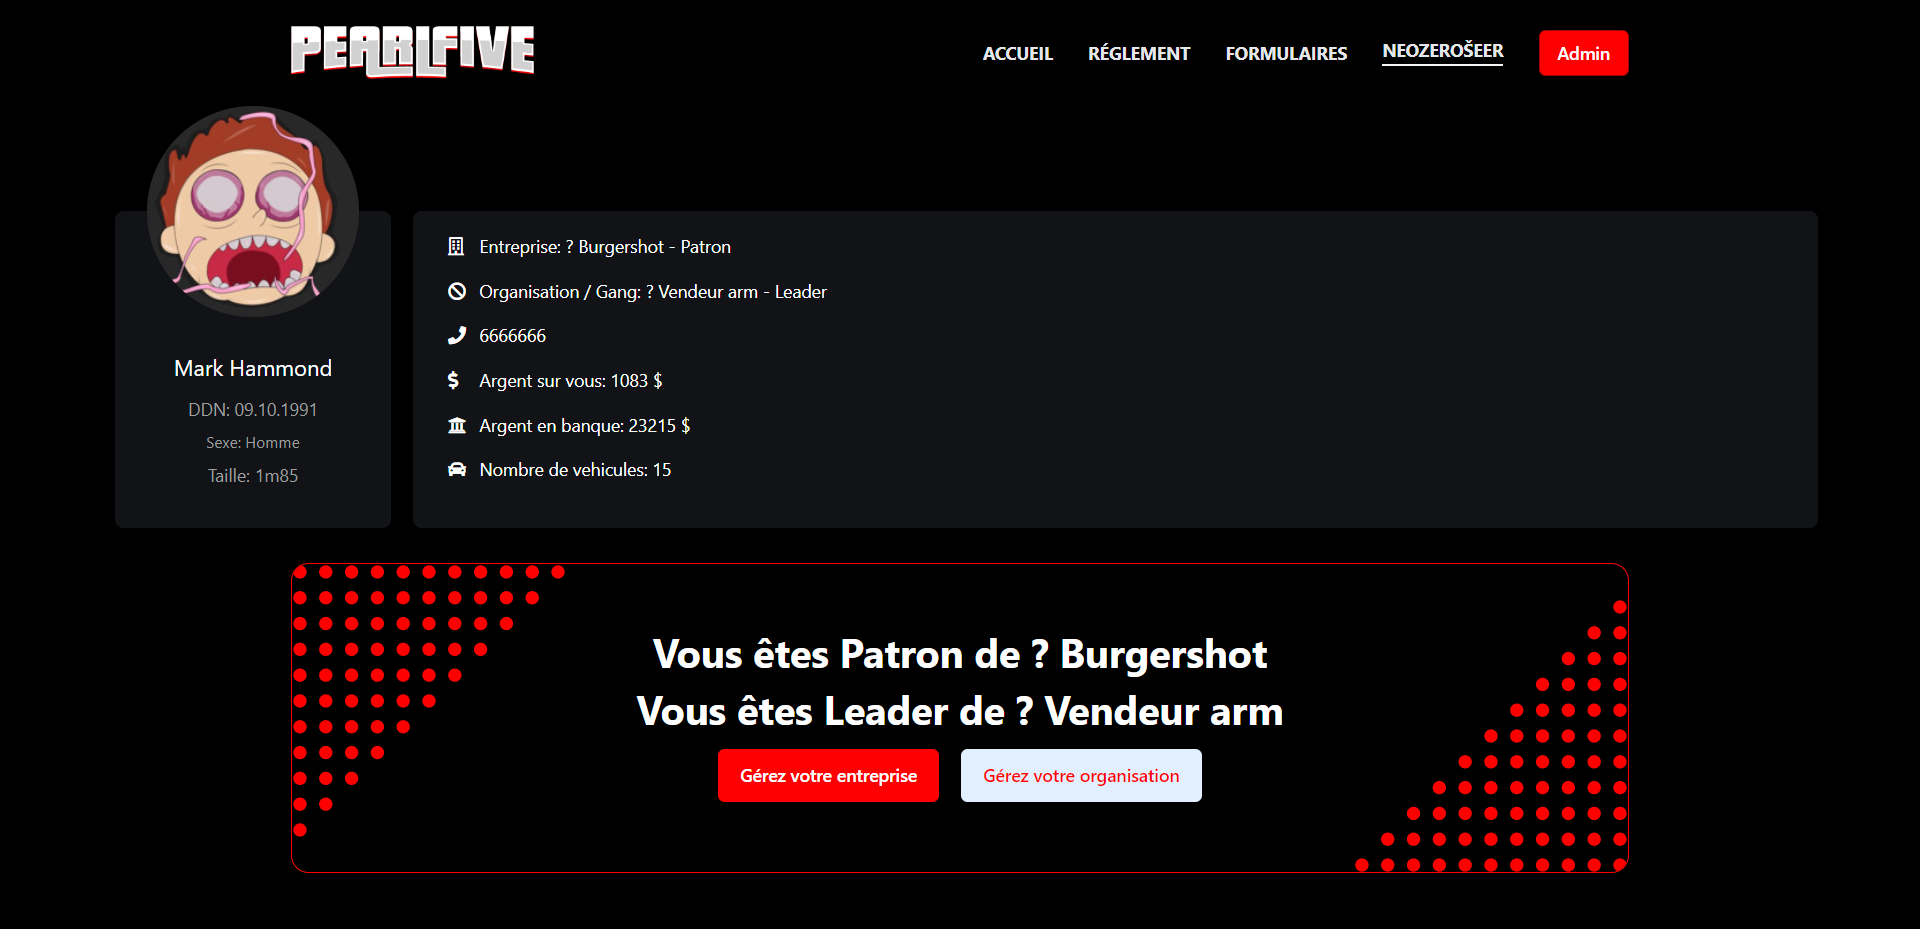 PEARLFIVE
ACCUEIL
RÉGLEMENT
FORMULAIRES
NEOZEROŠEER
Admin
Mark Hammond
DDN: 09.10.1991
Sexe: Homme
Taille: 1m85
Entreprise: ? Burgershot - Patron
Organisation / Gang: ? Vendeur arm - Leader
6666666
Argent sur vous: 1083 $
Argent en banque: 23215 $
Nombre de vehicules: 15
Vous êtes Patron de ? Burgershot
Vous êtes Leader de ? Vendeur arm
Gérez votre entreprise
Gérez votre organisation